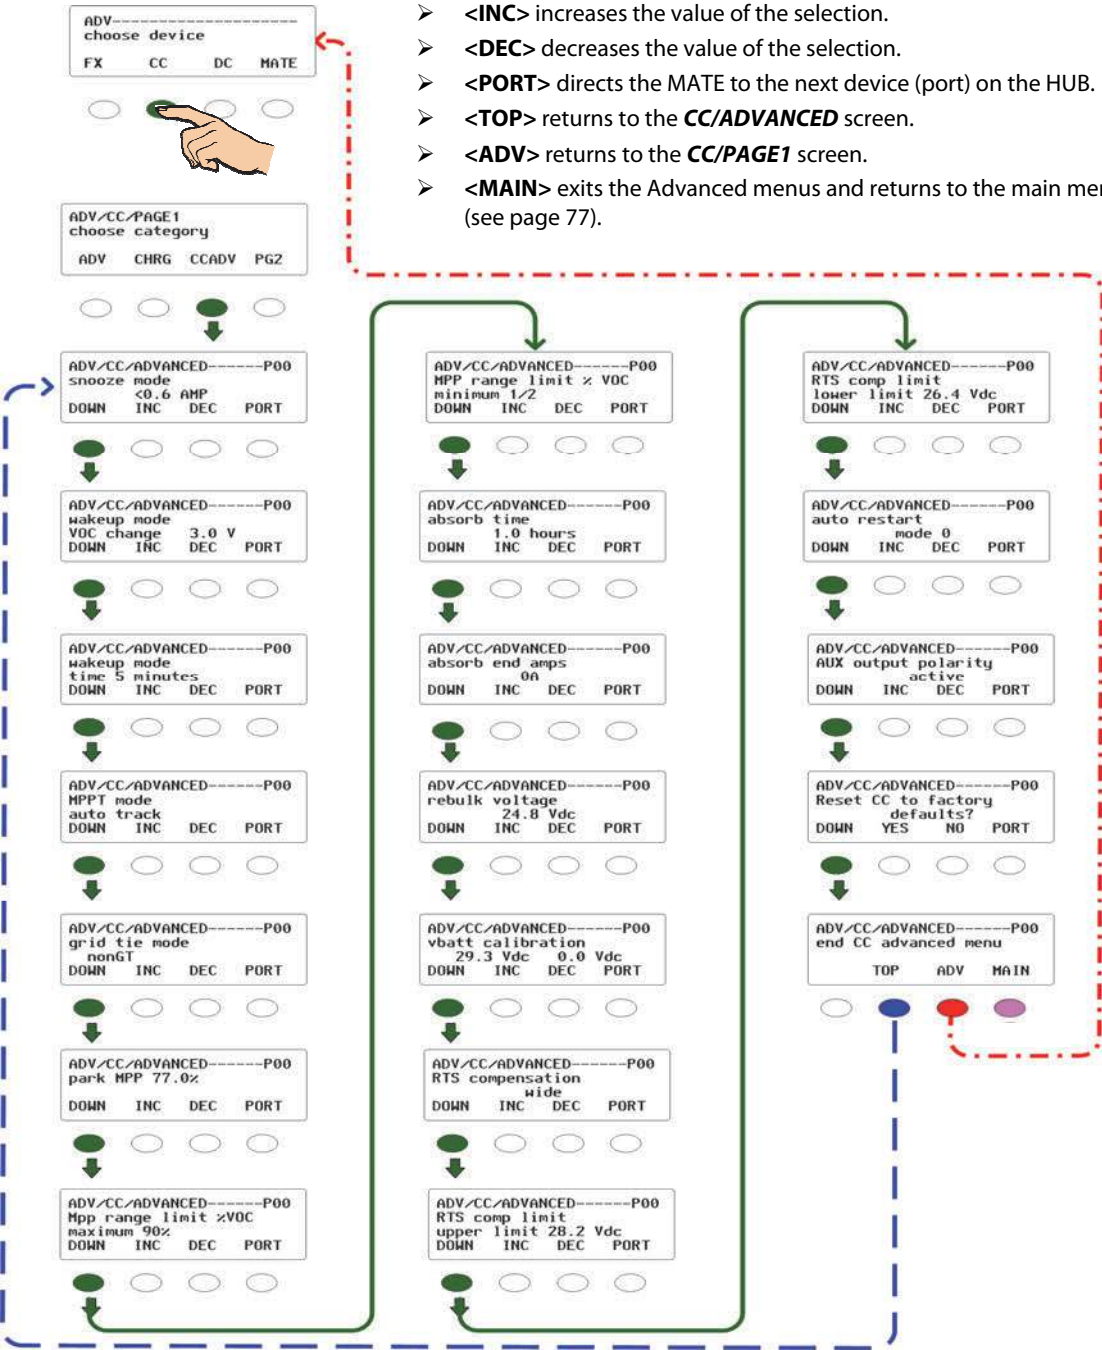 ADV---------------------
choose device
FX CC DC MATE
➢ <INC> increases the value of the selection.
➢ <DEC> decreases the value of the selection.
➢ <PORT> directs the MATE to the next device (port) on the HUB.
➢ <TOP> returns to the CC/ADVANCED screen.
➢ <ADV> returns to the CC/PAGE1 screen.
➢ <MAIN> exits the Advanced menus and returns to the main
(see page 77).
ADV/CC/PAGE1
choose category
ADV CHRG CCADV PG2
ADV/CC/ADVANCED------P00
snooze mode
<0.6 AMP
DOWN INC DEC PORT
ADV/CC/ADVANCED------P00
wakeup mode
VOC change 3.0 V
DOWN INC DEC PORT
ADV/CC/ADVANCED------P00
wakeup mode
time 5 minutes
DOWN INC DEC PORT
ADV/CC/ADVANCED------P00
MPPT mode
auto track
DOWN INC DEC PORT
ADV/CC/ADVANCED------P00
grid tie mode
nonGT
DOWN INC DEC PORT
ADV/CC/ADVANCED------P00
park MPP 77.0%
DOWN INC DEC PORT
ADV/CC/ADVANCED------P00
Mpp range limit %VOC
maximum 90%
DOWN INC DEC PORT
ADV/CC/ADVANCED------P00
MPP range limit % VOC
minimum 1/2
DOWN INC DEC PORT
ADV/CC/ADVANCED------P00
absorb time
1.0 hours
DOWN INC DEC PORT
ADV/CC/ADVANCED------P00
absorb end amps
0A
DOWN INC DEC PORT
ADV/CC/ADVANCED------P00
rebulk voltage
24.8 Vdc
DOWN INC DEC PORT
ADV/CC/ADVANCED------P00
vbatt calibration
29.3 Vdc 0.0 Vdc
DOWN INC DEC PORT
ADV/CC/ADVANCED------P00
RTS compensation
wide
DOWN INC DEC PORT
ADV/CC/ADVANCED------P00
RTS comp limit
upper limit 28.2 Vdc
DOWN INC DEC PORT
ADV/CC/ADVANCED------P00
RTS comp limit
lower limit 26.4 Vdc
DOWN INC DEC PORT
ADV/CC/ADVANCED------P00
auto restart
mode 0
DOWN INC DEC PORT
ADV/CC/ADVANCED------P00
AUX output polarity
active
DOWN INC DEC PORT
ADV/CC/ADVANCED------P00
Reset CC to factory
defaults?
DOWN YES NO PORT
ADV/CC/ADVANCED------P00
end CC advanced menu
TOP ADV MAIN